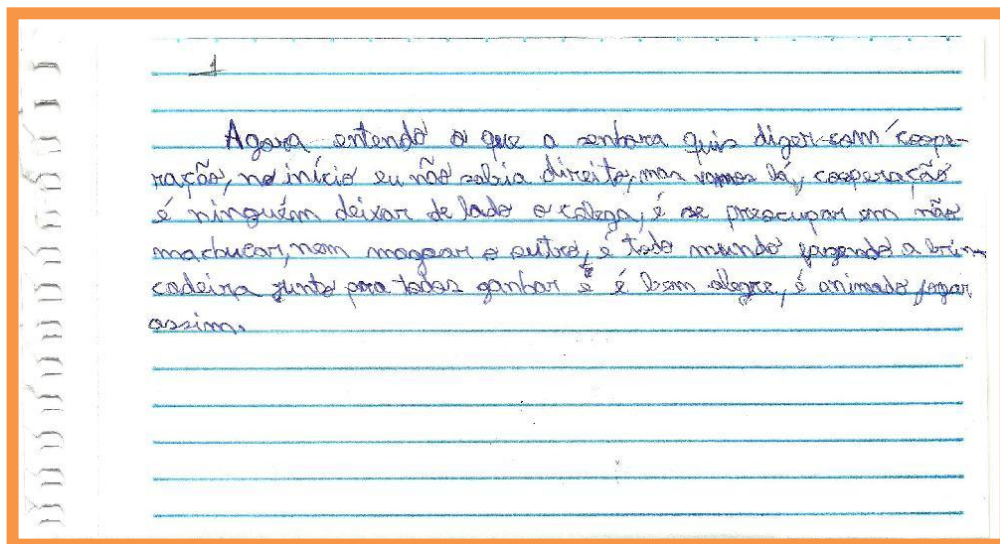 1
Agora entendo o que a senhora quis dizer com coope-
ração, no início eu não sabia direito, mas vamos lá, cooperação
é ninguém deixar de lado o colega, é se preocupar em não
machucar, nem magoar o outro, é todo mundo fazendo a brin-
cadeira junto para todos ganhar e é bem alegre, é animado jogar
assim.